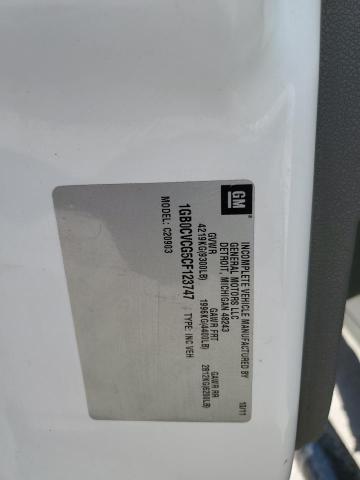 GM
INCOMPLETE VEHICLE MANUFACTURED BY
GENERAL MOTORS LLC
DETROIT, MICHIGAN 48243 10/11
GVWR GAWR FRT GAWR RR
4219KG(9300LB) 1996KG(4400LB) 2812KG(6200LB)
1GB0CVCG5CF123747 TYPE: INC VEH
MODEL: C20903